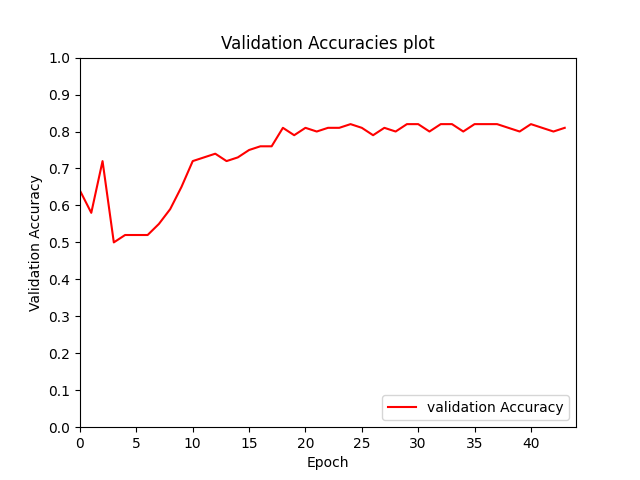 Validation Accuracies plot
1.0
0.9
0.8
0.7
0.6
0.5
0.4
0.3
0.2
0.1
0.0
Validation Accuracy
validation Accuracy
0 5 10 15 20 25 30 35 40
Epoch